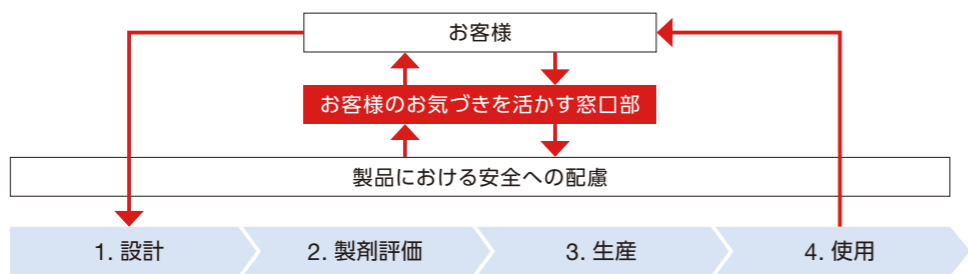 お客様
お客様のお気づきを活かす窓口部
製品における安全への配慮
1. 設計
2. 製剤評価
3. 生産
4. 使用